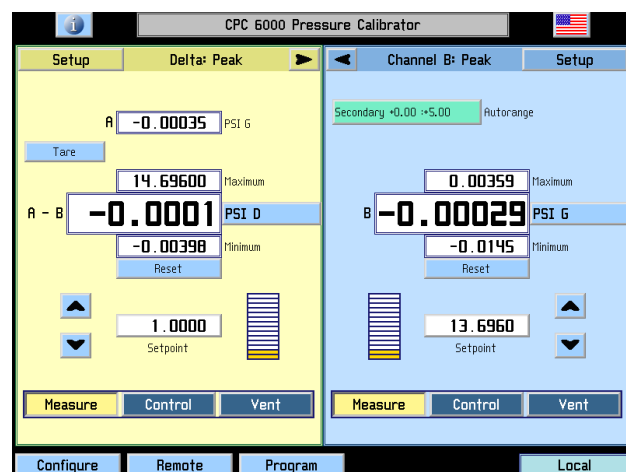 i
CPC 6000 Pressure Calibrator
Setup
Delta: Peak
A -0.00035 PSI G
Tare
14.69600 Maximum
A - B -0.0001 PSI D
-0.00398 Minimum
Reset
1.0000
Setpoint
Measure Control Vent
Channel B: Peak
Setup
Secondary +0.00 :+5.00 Autorange
0.00359 Maximum
B -0.00029 PSI G
-0.0145 Minimum
Reset
13.6960
Setpoint
Measure Control Vent
Configure Remote Program Local